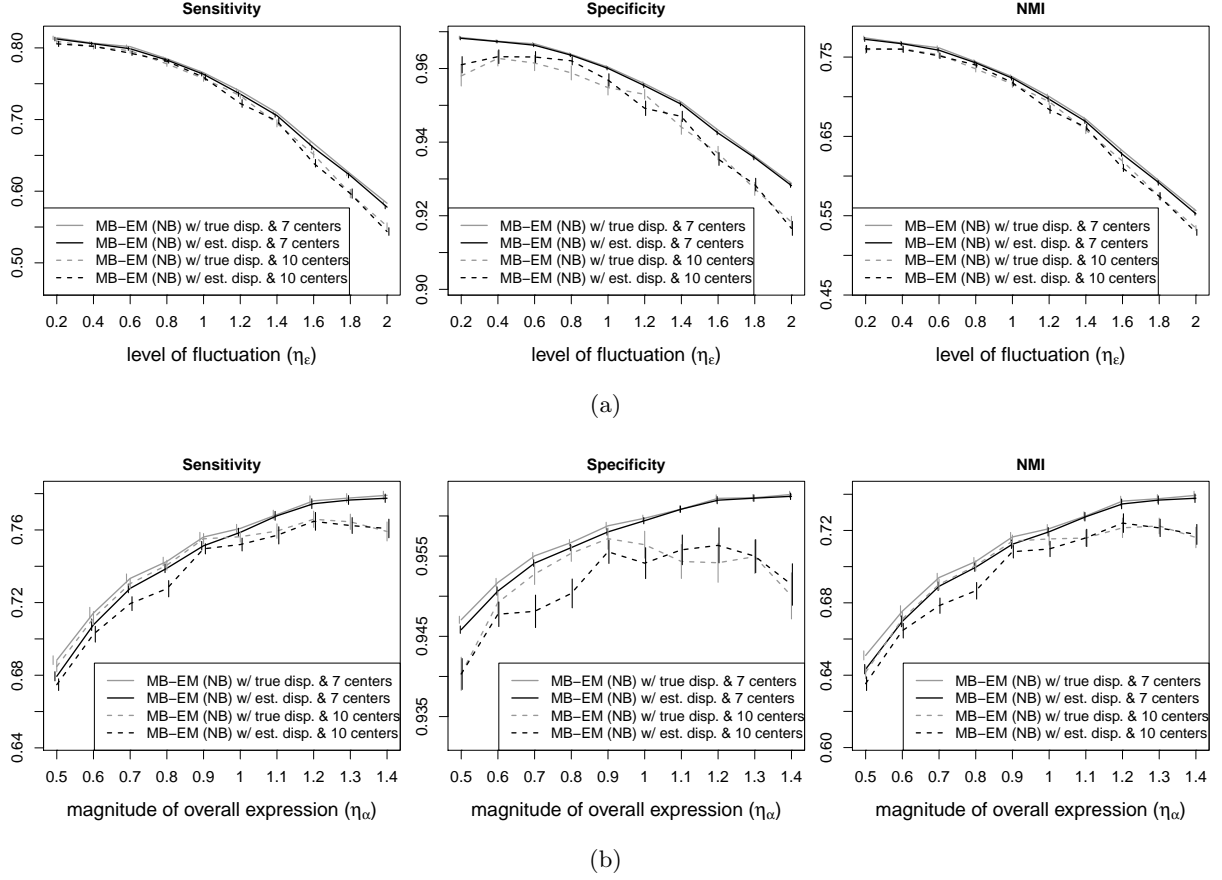 Sensitivity
0.50 0.60 0.70 0.80
MB−EM (NB) w/ true disp. & 7 centers
MB−EM (NB) w/ est. disp. & 7 centers
MB−EM (NB) w/ true disp. & 10 centers
MB−EM (NB) w/ est. disp. & 10 centers
0.2 0.4 0.6 0.8 1 1.2 1.4 1.6 1.8 2
level of fluctuation (ηε)
Specificity
0.90 0.92 0.94 0.96
MB−EM (NB) w/ true disp. & 7 centers
MB−EM (NB) w/ est. disp. & 7 centers
MB−EM (NB) w/ true disp. & 10 centers
MB−EM (NB) w/ est. disp. & 10 centers
0.2 0.4 0.6 0.8 1 1.2 1.4 1.6 1.8 2
level of fluctuation (ηε)
NMI
0.45 0.55 0.65 0.75
MB−EM (NB) w/ true disp. & 7 centers
MB−EM (NB) w/ est. disp. & 7 centers
MB−EM (NB) w/ true disp. & 10 centers
MB−EM (NB) w/ est. disp. & 10 centers
0.2 0.4 0.6 0.8 1 1.2 1.4 1.6 1.8 2
level of fluctuation (ηε)
(a)
Sensitivity
0.64 0.68 0.72 0.76
MB−EM (NB) w/ true disp. & 7 centers
MB−EM (NB) w/ est. disp. & 7 centers
MB−EM (NB) w/ true disp. & 10 centers
MB−EM (NB) w/ est. disp. & 10 centers
0.5 0.6 0.7 0.8 0.9 1 1.1 1.2 1.3 1.4
magnitude of overall expression (ηα)
Specificity
0.935 0.945 0.955
MB−EM (NB) w/ true disp. & 7 centers
MB−EM (NB) w/ est. disp. & 7 centers
MB−EM (NB) w/ true disp. & 10 centers
MB−EM (NB) w/ est. disp. & 10 centers
0.5 0.6 0.7 0.8 0.9 1 1.1 1.2 1.3 1.4
magnitude of overall expression (ηα)
NMI
0.60 0.64 0.68 0.72
MB−EM (NB) w/ true disp. & 7 centers
MB−EM (NB) w/ est. disp. & 7 centers
MB−EM (NB) w/ true disp. & 10 centers
MB−EM (NB) w/ est. disp. & 10 centers
0.5 0.6 0.7 0.8 0.9 1 1.1 1.2 1.3 1.4
magnitude of overall expression (ηα)
(b)